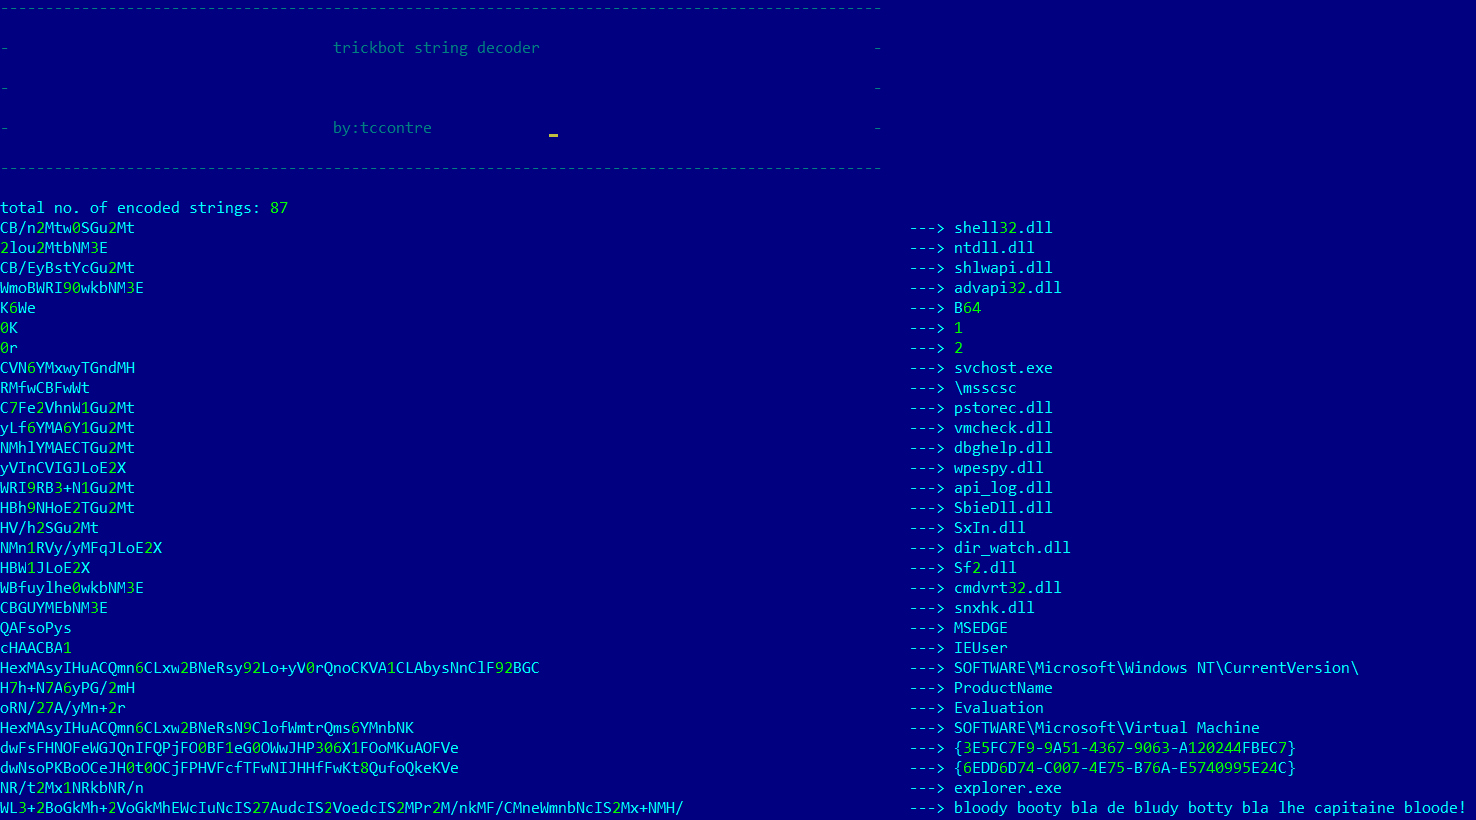 --------------------------------------------------------------------------------------------------
- trickbot string decoder -
- -
- by:tccontre -
--------------------------------------------------------------------------------------------------
total no. of encoded strings: 87
CB/n2Mtw0SGu2Mt ---> shell32.dll
2lou2MtbNM3E ---> ntdll.dll
CB/EyBstYcGu2Mt ---> shlwapi.dll
WmoBWRI90wkbNM3E ---> advapi32.dll
K6We ---> B64
0K ---> 1
0r ---> 2
CVN6YMxwyTGndMH ---> svchost.exe
RMfwCBFwWt ---> \msscsc
C7Fe2VhnW1Gu2Mt ---> pstorec.dll
yLf6YMA6Y1Gu2Mt ---> vmcheck.dll
NMhlYMAECTGu2Mt ---> dbghelp.dll
yVInCVIGJLoE2X ---> wpespy.dll
WRI9RB3+N1Gu2Mt ---> api_log.dll
HBh9NHoE2TGu2Mt ---> SbieDll.dll
HV/h2SGu2Mt ---> SxIn.dll
NMn1RVy/yMFqJLoE2X ---> dir_watch.dll
HBW1JLoE2X ---> Sf2.dll
WBfuylhe0wkbNM3E ---> cmdvrt32.dll
CBGUYMEbNM3E ---> snxhk.dll
QAFsoPys ---> MSEDGE
cHAACBA1 ---> IEUser
HexMAsyIHuACQmn6CLxw2BNeRsy92Lo+yV0rQnoCKVA1CLAbysNnClF92BGC ---> SOFTWARE\Microsoft\Windows NT\CurrentVersion\
H7h+N7A6yPG/2mH ---> ProductName
oRN/27A/yMn+2r ---> Evaluation
HexMAsyIHuACQmn6CLxw2BNeRsN9ClofWmtrQms6YMnbNK ---> SOFTWARE\Microsoft\Virtual Machine
dwFsFHNOFeWGJQnIFQPjFO0BF1eG0OWwJHP306X1FOoMKuAOFVe ---> {3E5FC7F9-9A51-4367-9063-A120244FBEC7}
dwNsoPKBoOCeJH0t0OCjFPHVFcfTFwNIJHHfFwKt8QufoQkeKVe ---> {6EDD6D74-C007-4E75-B76A-E5740995E24C}
NR/t2Mx1NRkbNR/n ---> explorer.exe
WL3+2BoGkMh+2VoGkMhEWcIuNcIS27AudcIS2VoedcIS2MPr2M/nkMF/CMneWmnbNcIS2Mx+NMH/ ---> bloody booty bla de bludy botty bla lhe capitaine bloode!